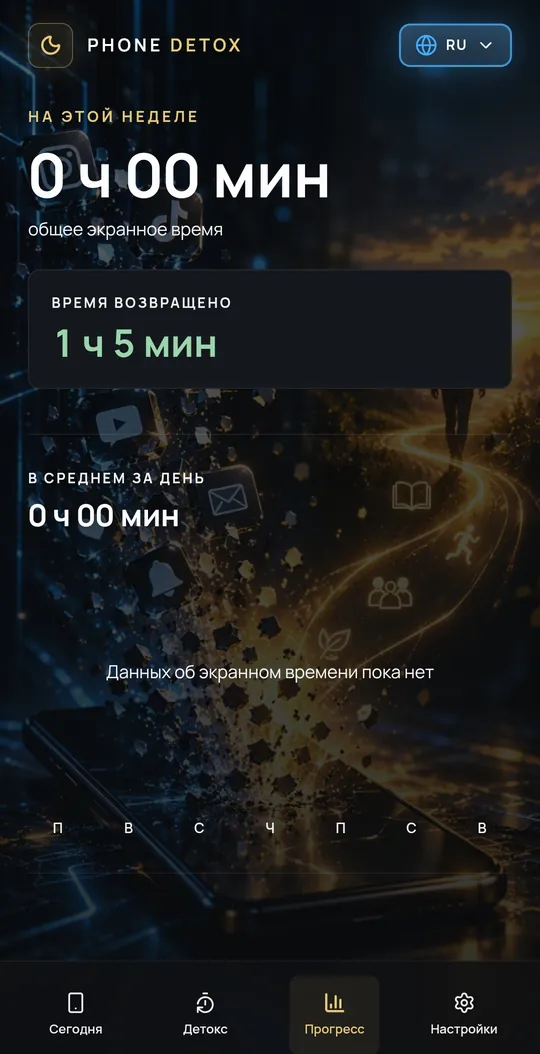 PHONE DETOX
RU
НА ЭТОЙ НЕДЕЛЕ
0 ч 00 мин
общее экранное время
ВРЕМЯ ВОЗВРАЩЕНО
1 ч 5 мин
В СРЕДНЕМ ЗА ДЕНЬ
0 ч 00 мин
Данных об экранном времени пока нет
П В С Ч П С В
Сегодня Детокс Прогресс Настройки